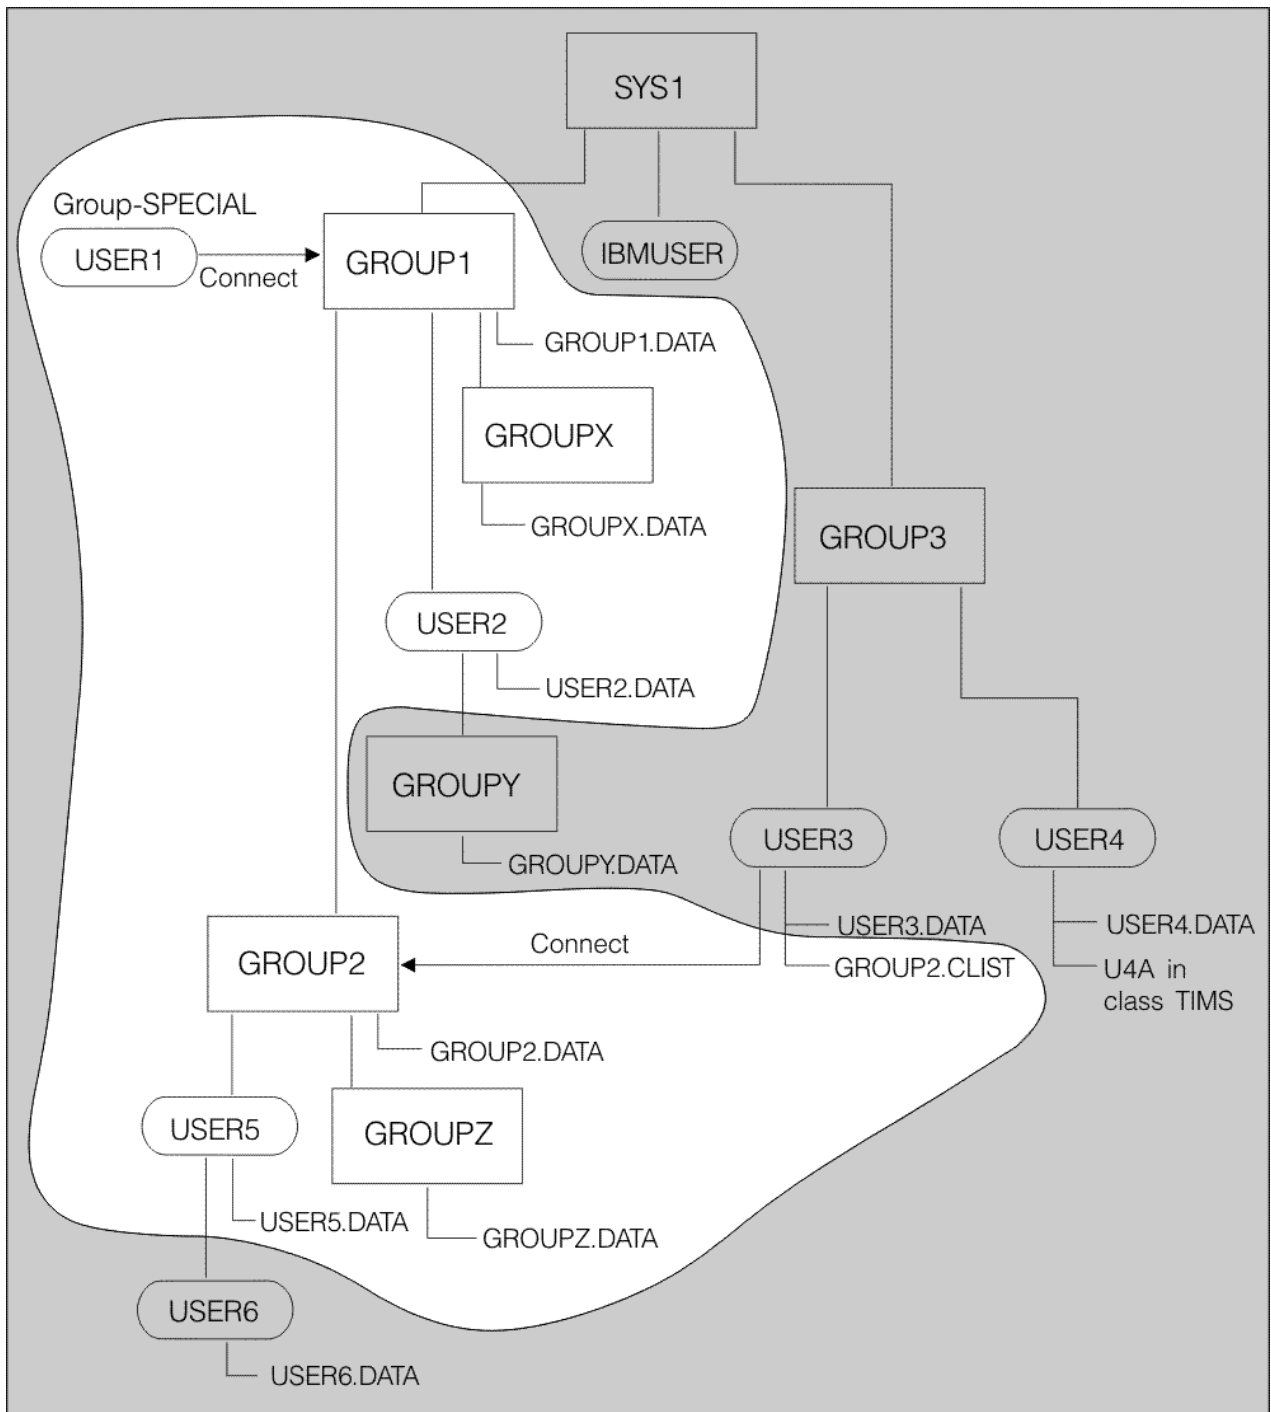 SYS1
Group-SPECIAL
USER1
Connect
GROUP1
IBMUSER
GROUP1.DATA
GROUPX
GROUPX.DATA
GROUP3
USER2
USER2.DATA
GROUPY
GROUPY.DATA
USER3
USER4
USER3.DATA
USER4.DATA
GROUP2
Connect
GROUP2.CLIST
U4A in
class TIMS
GROUP2.DATA
USER5
GROUPZ
USER5.DATA
GROUPZ.DATA
USER6
USER6.DATA